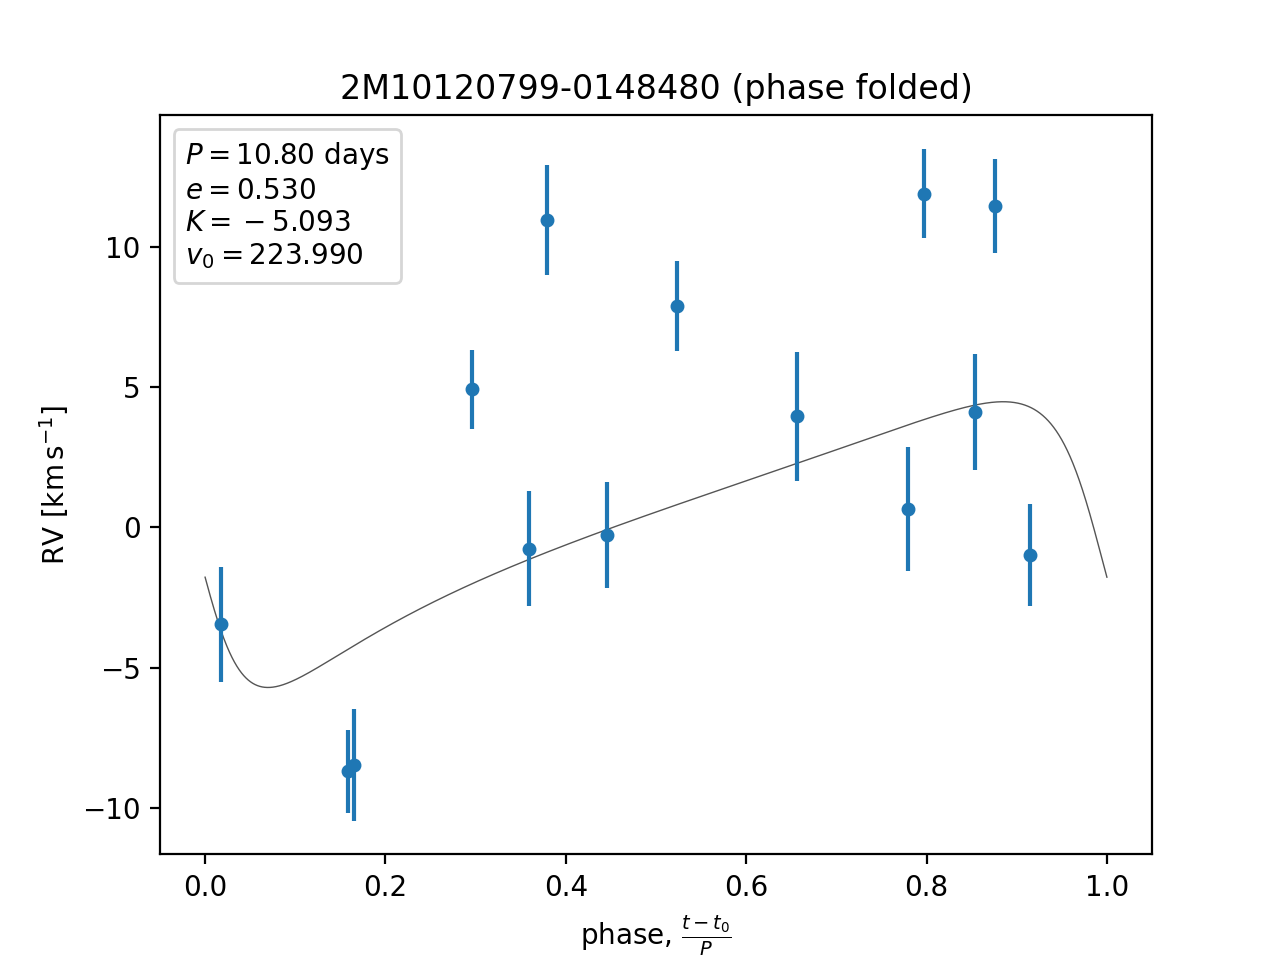 2M10120799-0148480 (phase folded)
P = 10.80 days
e = 0.530
K = −5.093
v₀ = 223.990
10
5
0
−5
−10
RV [km s⁻¹]
0.0 0.2 0.4 0.6 0.8 1.0
phase, (t − t₀)/P